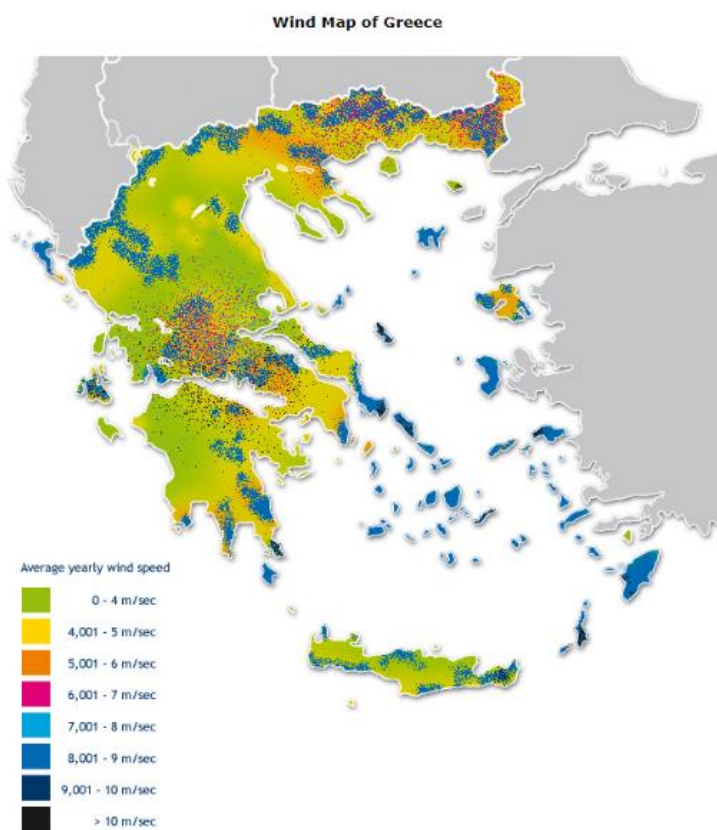 Wind Map of Greece
Average yearly wind speed
0 - 4 m/sec
4,001 - 5 m/sec
5,001 - 6 m/sec
6,001 - 7 m/sec
7,001 - 8 m/sec
8,001 - 9 m/sec
9,001 - 10 m/sec
> 10 m/sec